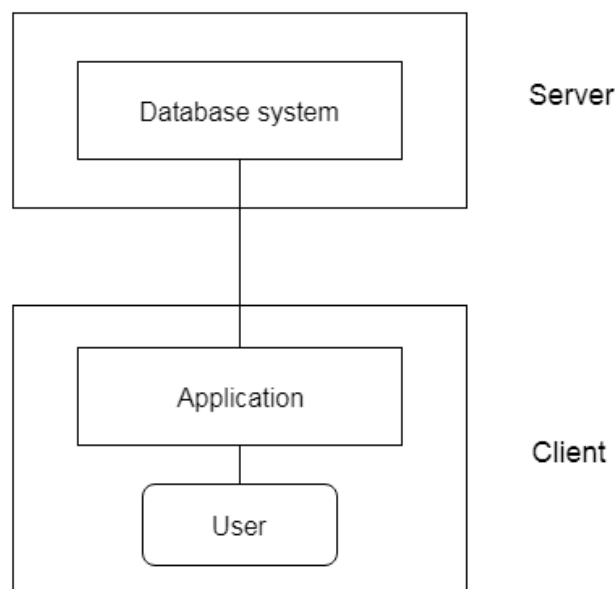 Database system
Server
Application
Client
User